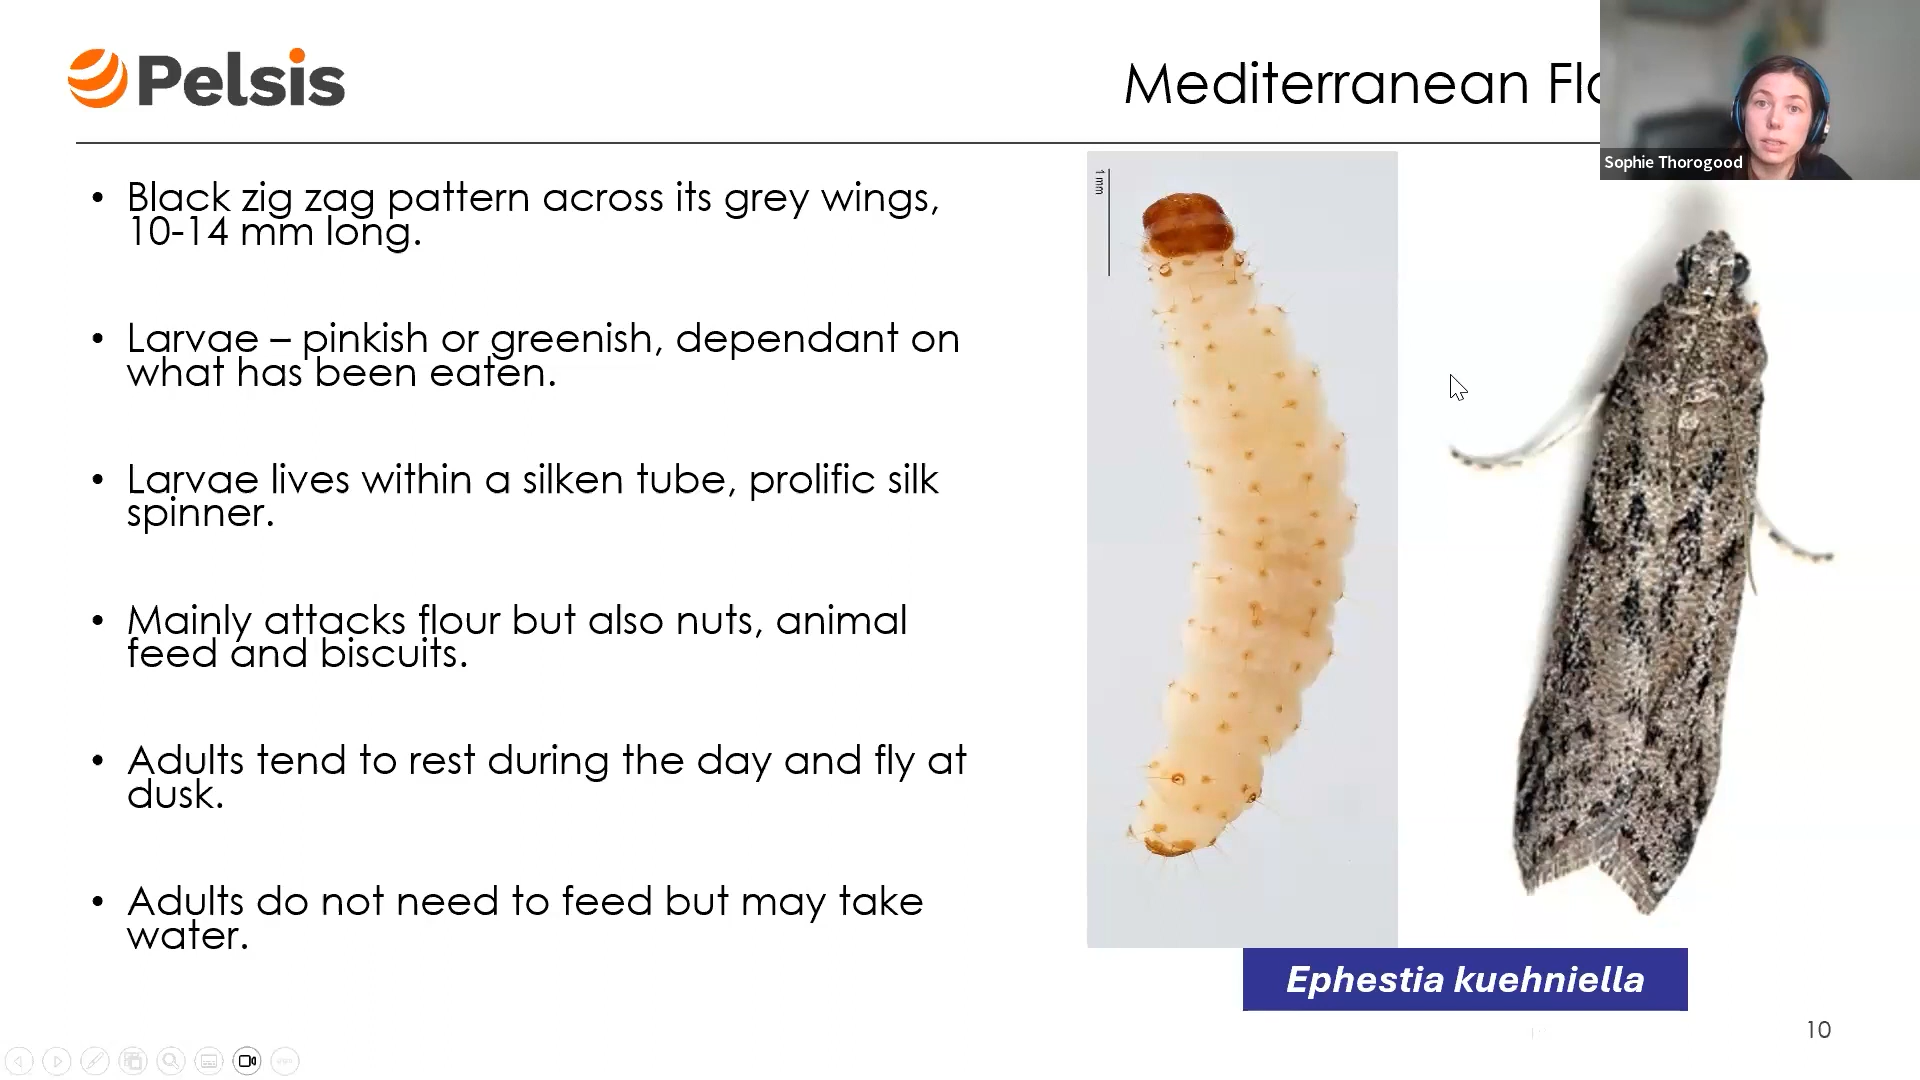 Pelsis
Mediterranean Flo
Sophie Thorogood
• Black zig zag pattern across its grey wings,
10-14 mm long.
• Larvae – pinkish or greenish, dependant on
what has been eaten.
• Larvae lives within a silken tube, prolific silk
spinner.
• Mainly attacks flour but also nuts, animal
feed and biscuits.
• Adults tend to rest during the day and fly at
dusk.
• Adults do not need to feed but may take
water.
1 mm
Ephestia kuehniella
10